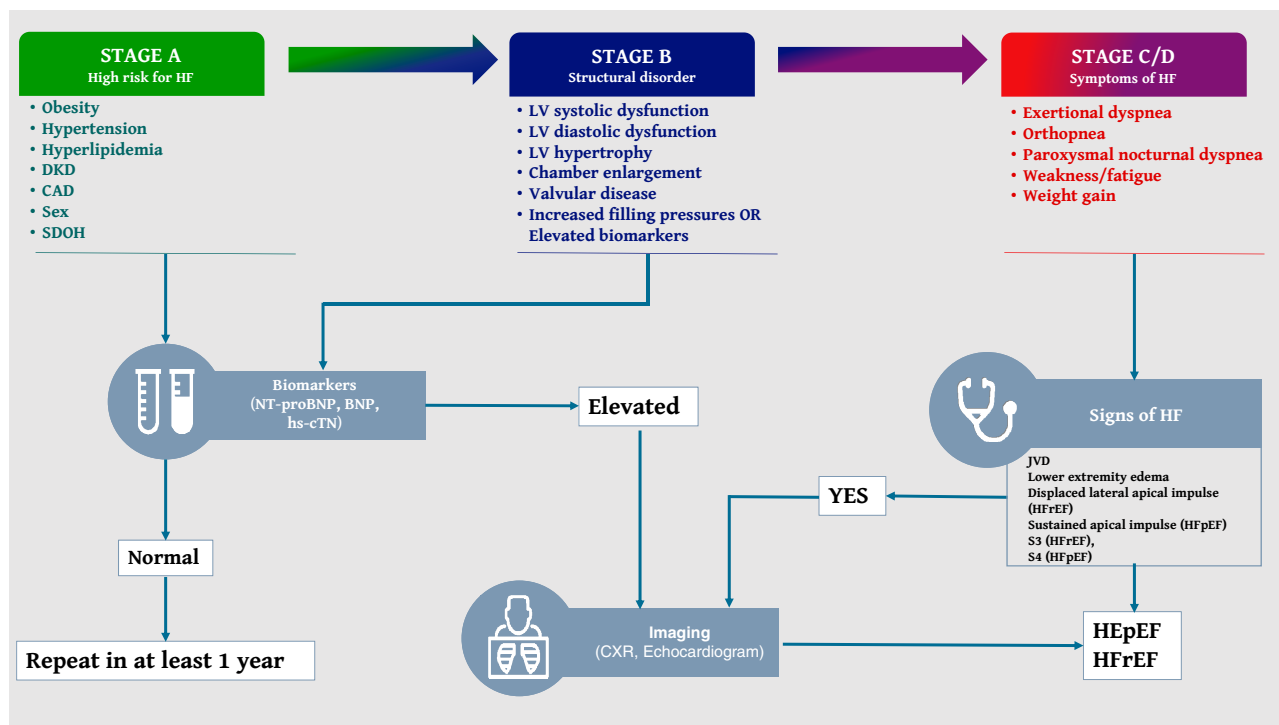 STAGE A
High risk for HF
• Obesity
• Hypertension
• Hyperlipidemia
• DKD
• CAD
• Sex
• SDOH
STAGE B
Structural disorder
• LV systolic dysfunction
• LV diastolic dysfunction
• LV hypertrophy
• Chamber enlargement
• Valvular disease
• Increased filling pressures OR
Elevated biomarkers
STAGE C/D
Symptoms of HF
• Exertional dyspnea
• Orthopnea
• Paroxysmal nocturnal dyspnea
• Weakness/fatigue
• Weight gain
Biomarkers
(NT-proBNP, BNP,
hs-cTN)
Elevated
Signs of HF
JVD
Lower extremity edema
Displaced lateral apical impulse
(HFrEF)
Sustained apical impulse (HFpEF)
S3 (HFrEF),
S4 (HFpEF)
YES
Normal
Repeat in at least 1 year
Imaging
(CXR, Echocardiogram)
HEpEF
HFrEF